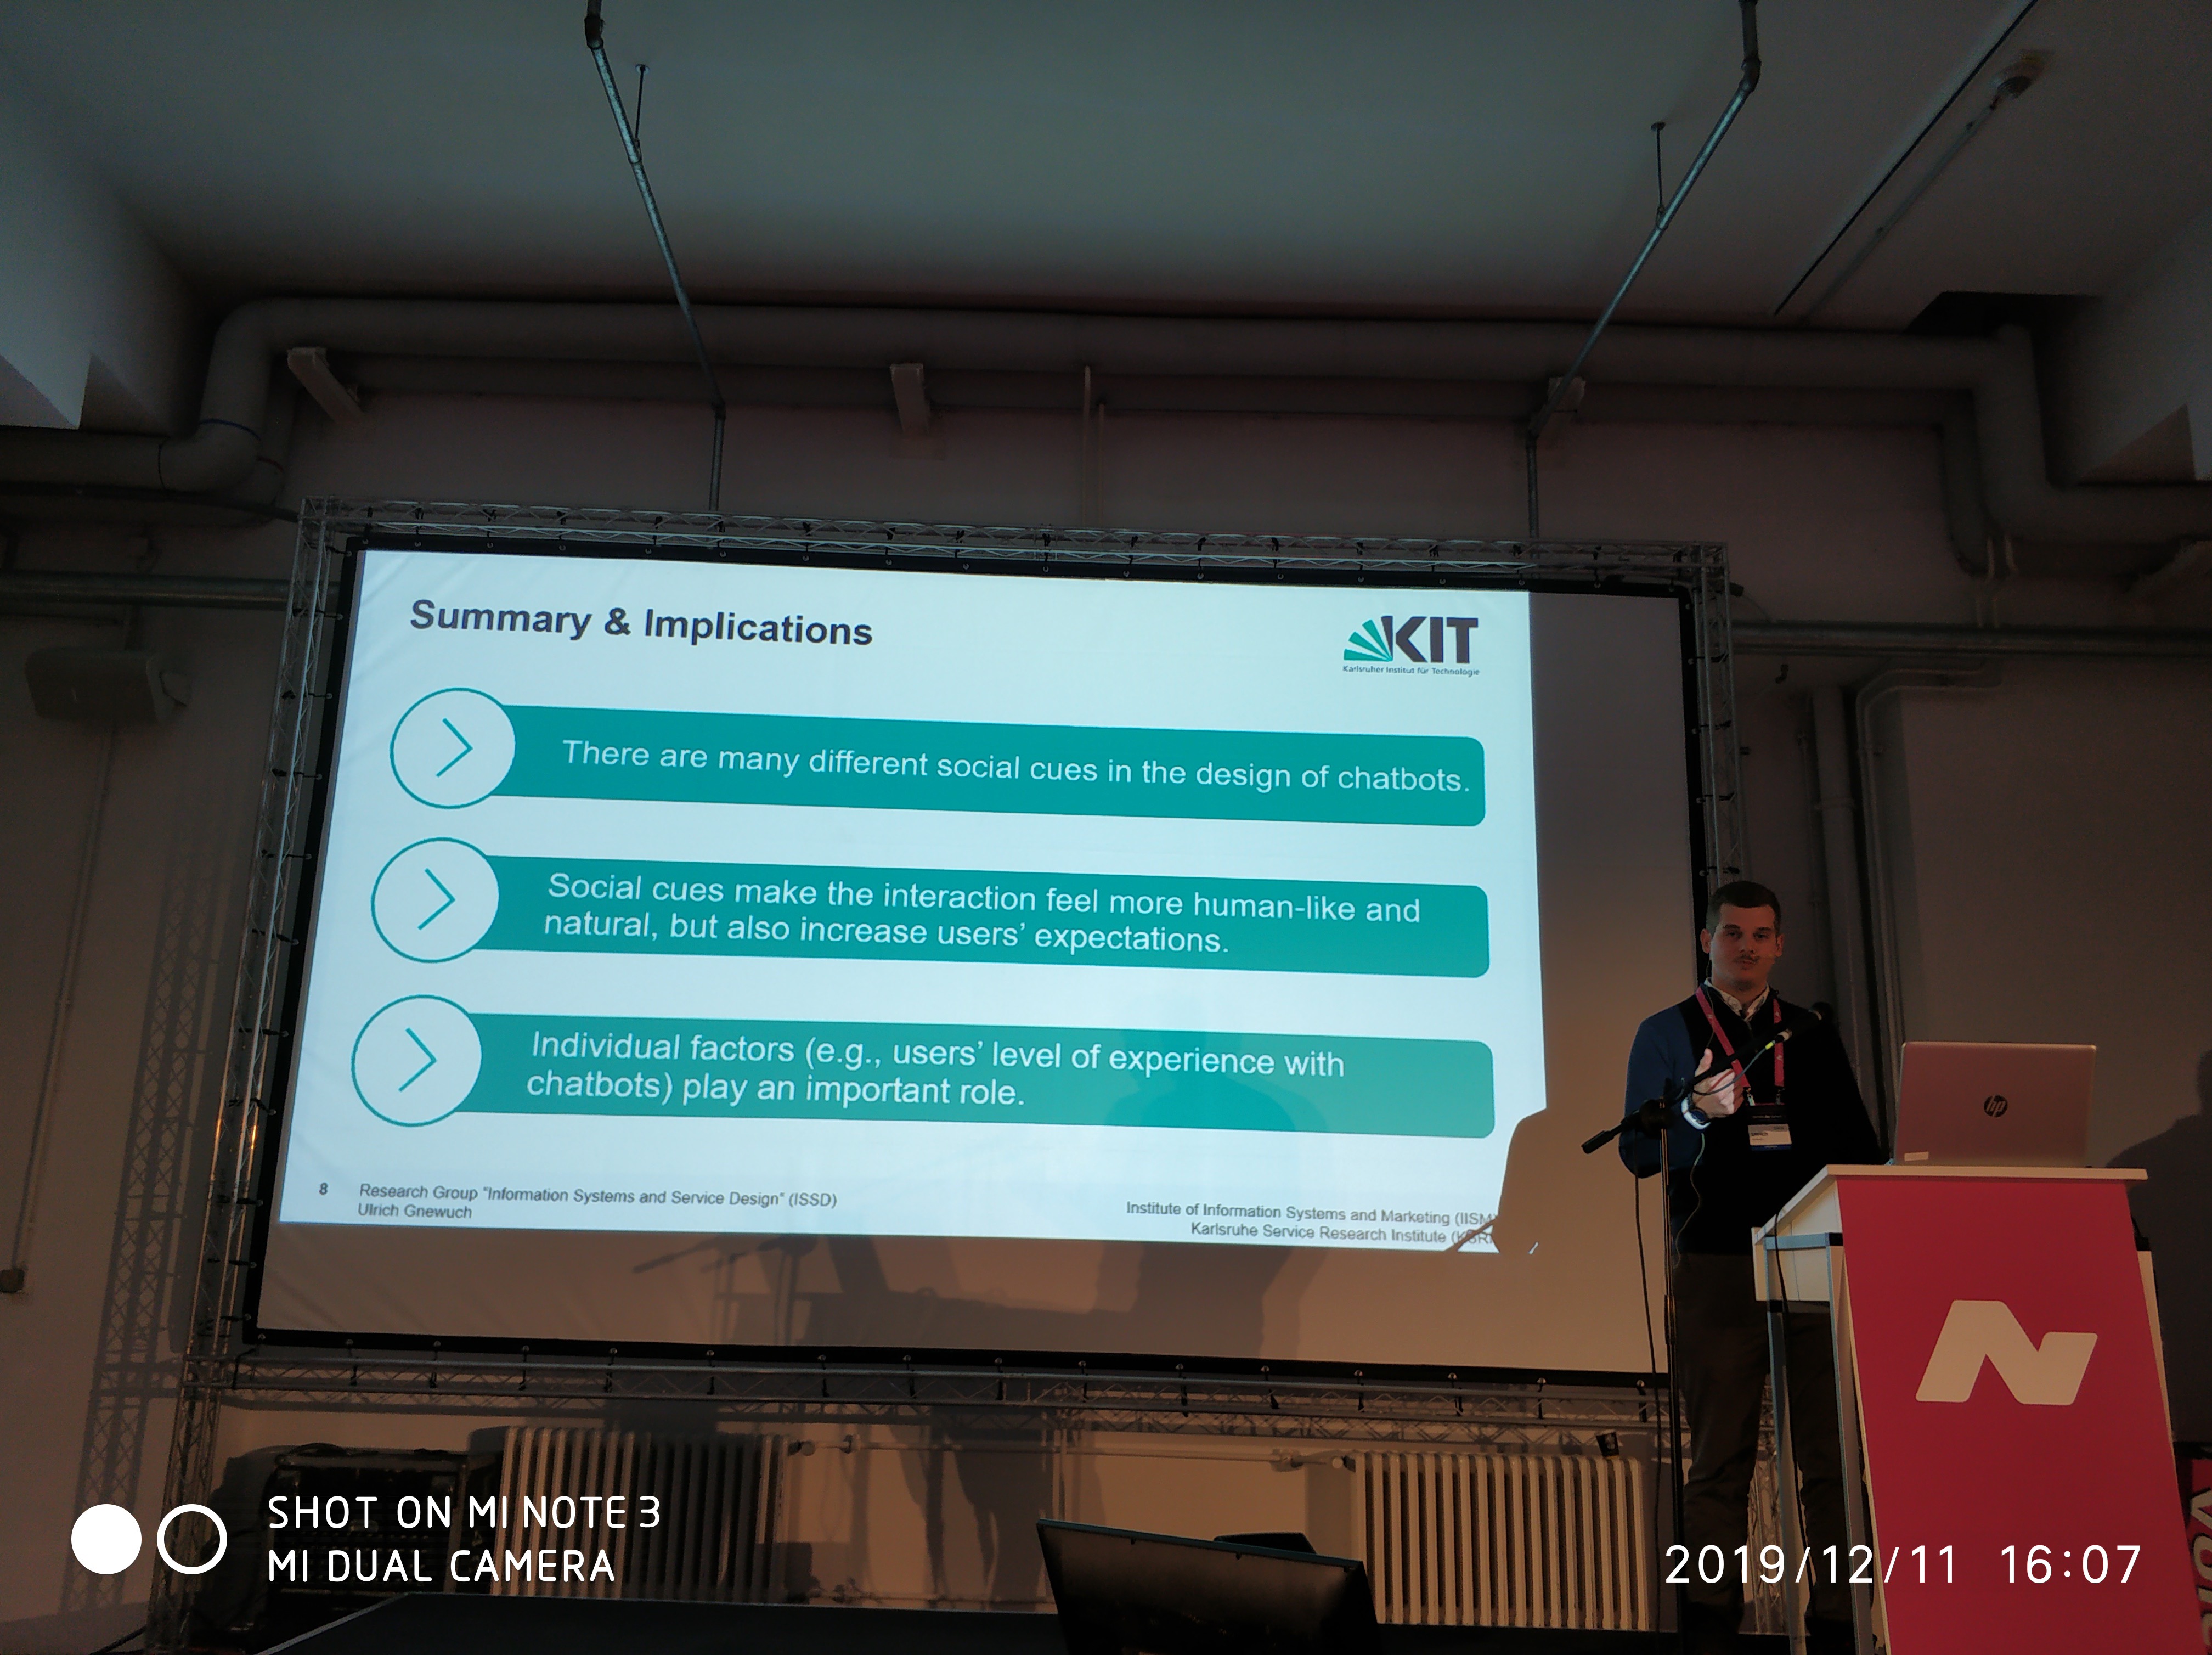 Summary & Implications
KIT
Karlsruher Institut für Technologie
There are many different social cues in the design of chatbots.
Social cues make the interaction feel more human-like and
natural, but also increase users’ expectations.
Individual factors (e.g., users’ level of experience with
chatbots) play an important role.
8
Research Group “Information Systems and Service Design” (ISSD)
Ulrich Gnewuch
Institute of Information Systems and Marketing (IISM)
Karlsruhe Service Research Institute (KSRI)
hp
SHOT ON MI NOTE 3
MI DUAL CAMERA
2019/12/11 16:07